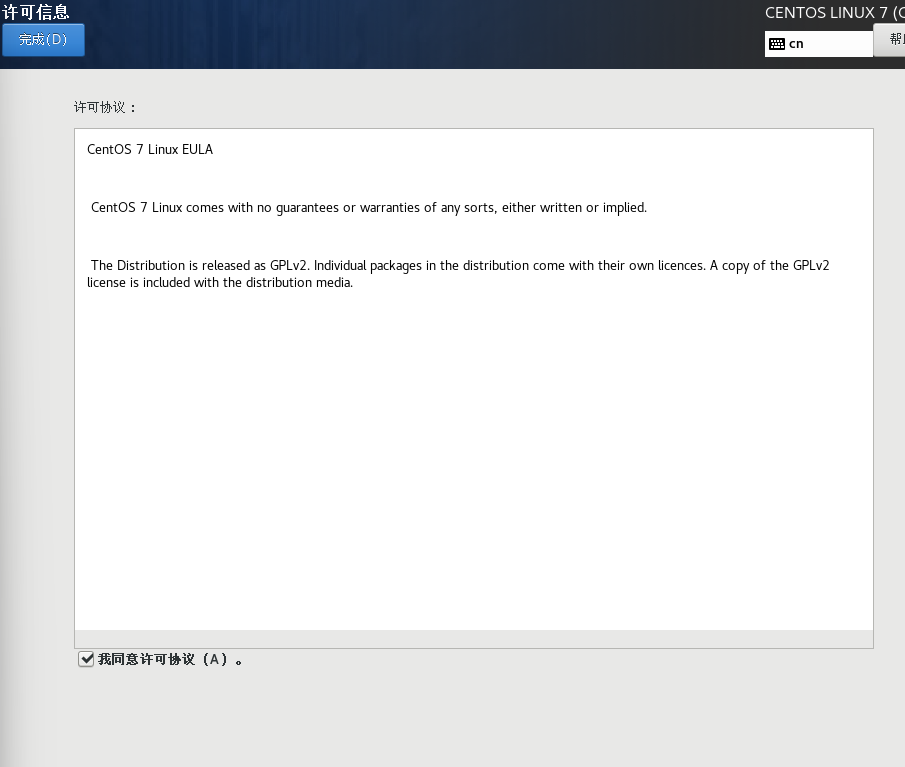 许可信息
CENTOS LINUX 7 (
完成(D)
cn
许可协议：
CentOS 7 Linux EULA
CentOS 7 Linux comes with no guarantees or warranties of any sorts, either written or implied.
The Distribution is released as GPLv2. Individual packages in the distribution come with their own licences. A copy of the GPLv2
license is included with the distribution media.
我同意许可协议（A）。